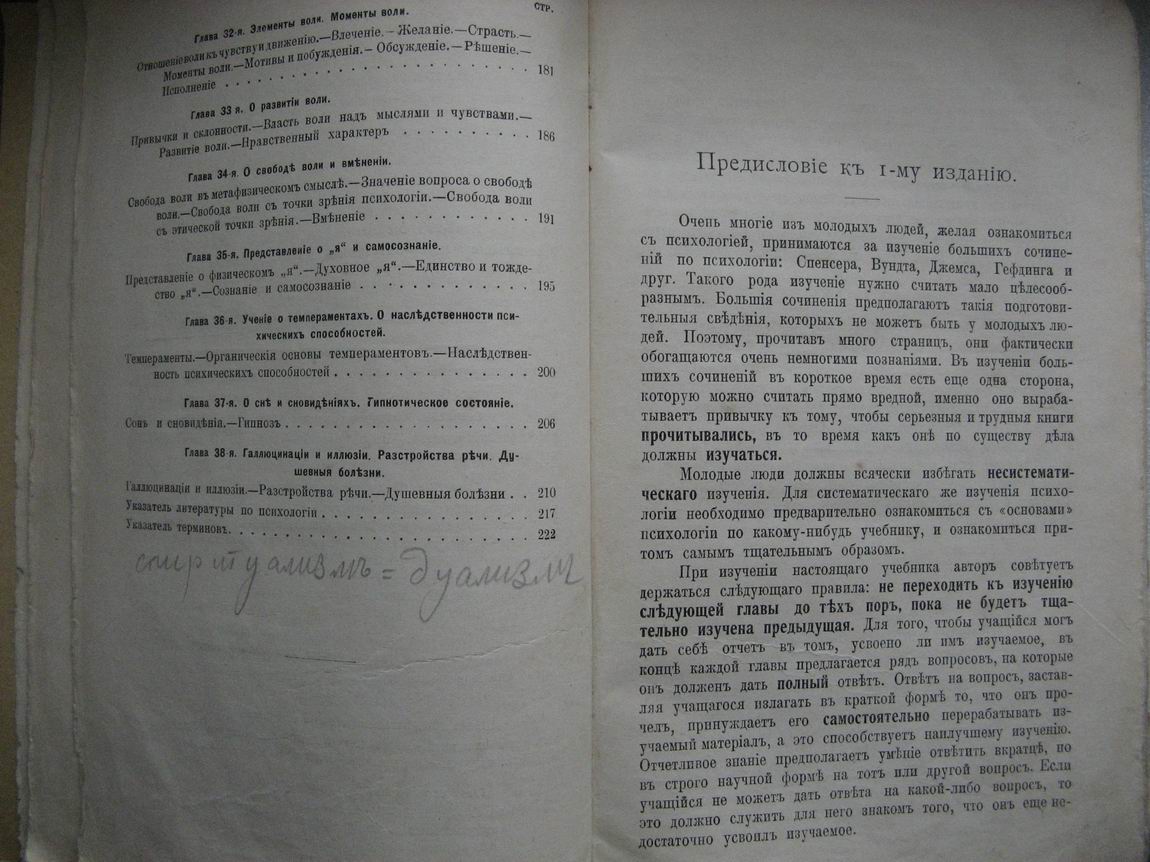 СТР.
Глава 32-я. Элементы воли. Моменты воли.
Отношеніе воли къ чувству и движенію.—Влеченіе.—Желаніе.—Страсть.—
Моменты воли.—Мотивы и побужденія.—Обсужденіе.—Рѣшеніе.—
Исполненіе . . . . . . . . . . . . . . . . . . . 181
Глава 33 я. О развитіи воли.
Привычки и склонности.—Власть воли надъ мыслями и чувствами.—
Развитіе воли.—Нравственный характеръ . . . . . . . . . 186
Глава 34-я. О свободѣ воли и вмѣненіи.
Свобода воли въ метафизическомъ смыслѣ.—Значеніе вопроса о свободѣ
воли.—Свобода воли съ точки зрѣнія психологіи.—Свобода воли
съ этической точки зрѣнія.—Вмѣненіе . . . . . . . . . . . 191
Глава 35-я. Представленіе о „я“ и самосознаніе.
Представленіе о физическомъ „я“.—Духовное „я“.—Единство и тожде-
ство „я“.—Сознаніе и самосознаніе . . . . . . . . . . . . 195
Глава 36-я. Ученіе о темпераментахъ. О наслѣдственности пси-
хическихъ способностей.
Темпераменты.—Органическія основы темпераментовъ.—Наслѣдствен-
ность психическихъ способностей . . . . . . . . . . . . . 200
Глава 37-я. О снѣ и сновидѣніяхъ. Гипнотическое состояніе.
Сонъ и сновидѣнія.—Гипнозъ . . . . . . . . . . . . . . . . 206
Глава 38-я. Галлюцинаціи и иллюзіи. Разстройства рѣчи. Ду-
шевныя болѣзни.
Галлюцинаціи и иллюзіи.—Разстройства рѣчи.—Душевныя болѣзни . . 210
Указатель литературы по психологіи . . . . . . . . . . . . . . 217
Указатель терминовъ. . . . . . . . . . . . . . . . . . . . 222
спиритуализмъ = дуализмъ
Предисловіе къ 1-му изданію.
Очень многіе изъ молодыхъ людей, желая ознакомиться
съ психологіей, принимаются за изученіе большихъ сочине-
ній по психологіи: Спенсера, Вундта, Джемса, Гефдинга и
друг. Такого рода изученіе нужно считать мало цѣлесооб-
разнымъ. Большія сочиненія предполагаютъ такія подготови-
тельныя свѣдѣнія, которыхъ не можетъ быть у молодыхъ лю-
дей. Поэтому, прочитавъ много страницъ, они фактически
обогащаются очень немногими познаніями. Въ изученіи боль-
шихъ сочиненій въ короткое время есть еще одна сторона,
которую можно считать прямо вредной, именно оно выраба-
тываетъ привычку къ тому, чтобы серьезныя и трудныя книги
прочитывались, въ то время какъ онѣ по существу дѣла
должны изучаться.
Молодые люди должны всячески избѣгать несистемати-
ческаго изученія. Для систематическаго же изученія психо-
логіи необходимо предварительно ознакомиться съ «основами»
психологіи по какому-нибудь учебнику, и ознакомиться при-
томъ самымъ тщательнымъ образомъ.
При изученіи настоящаго учебника авторъ совѣтуетъ
держаться слѣдующаго правила: не переходить къ изученію
слѣдующей главы до тѣхъ поръ, пока не будетъ тща-
тельно изучена предыдущая. Для того, чтобы учащійся могъ
дать себѣ отчетъ въ томъ, усвоено ли имъ изучаемое, въ
концѣ каждой главы предлагается рядъ вопросовъ, на которые
онъ долженъ дать полный отвѣтъ. Отвѣтъ на вопросъ, застав-
ляя учащагося излагать въ краткой формѣ то, что онъ про-
челъ, принуждаетъ его самостоятельно перерабатывать из-
учаемый матеріалъ, а это способствуетъ наилучшему изученію.
Отчетливое знаніе предполагаетъ умѣніе отвѣтить вкратцѣ, но
въ строго научной формѣ на тотъ или другой вопросъ. Если
учащійся не можетъ дать отвѣта на какой-либо вопросъ, то
это должно служить для него знакомъ того, что онъ еще не-
достаточно усвоилъ изучаемое.